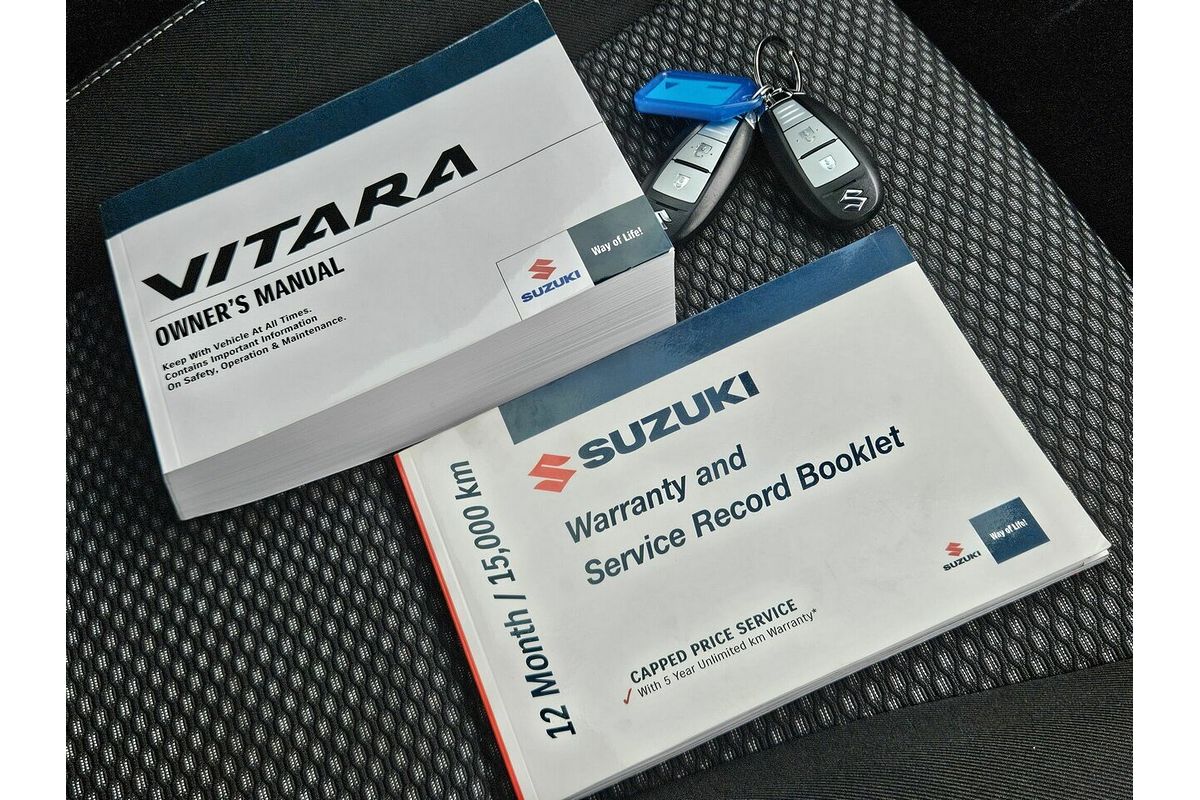 VITARA
OWNER'S MANUAL
Keep With Vehicle At All Times.
Contains Important Information
On Safety, Operation & Maintenance.
SUZUKI
Way of Life!
12 Month / 15,000 km
SUZUKI
Warranty and
Service Record Booklet
CAPPED PRICE SERVICE
✓ With 5 Year Unlimited km Warranty*
SUZUKI
Way of Life!